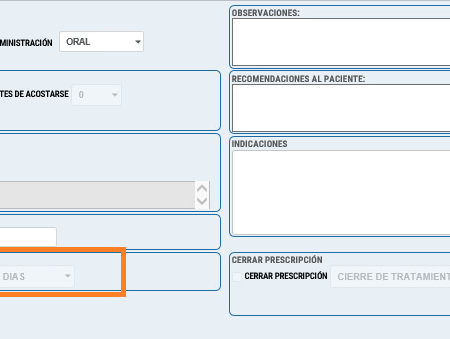 OBSERVACIONES:
MINISTRACIÓN ORAL
RECOMENDACIONES AL PACIENTE:
TES DE ACOSTARSE 0
INDICACIONES
CERRAR PRESCRIPCIÓN
DIAS
CERRAR PRESCRIPCIÓN CIERRE DE TRATAMIENT